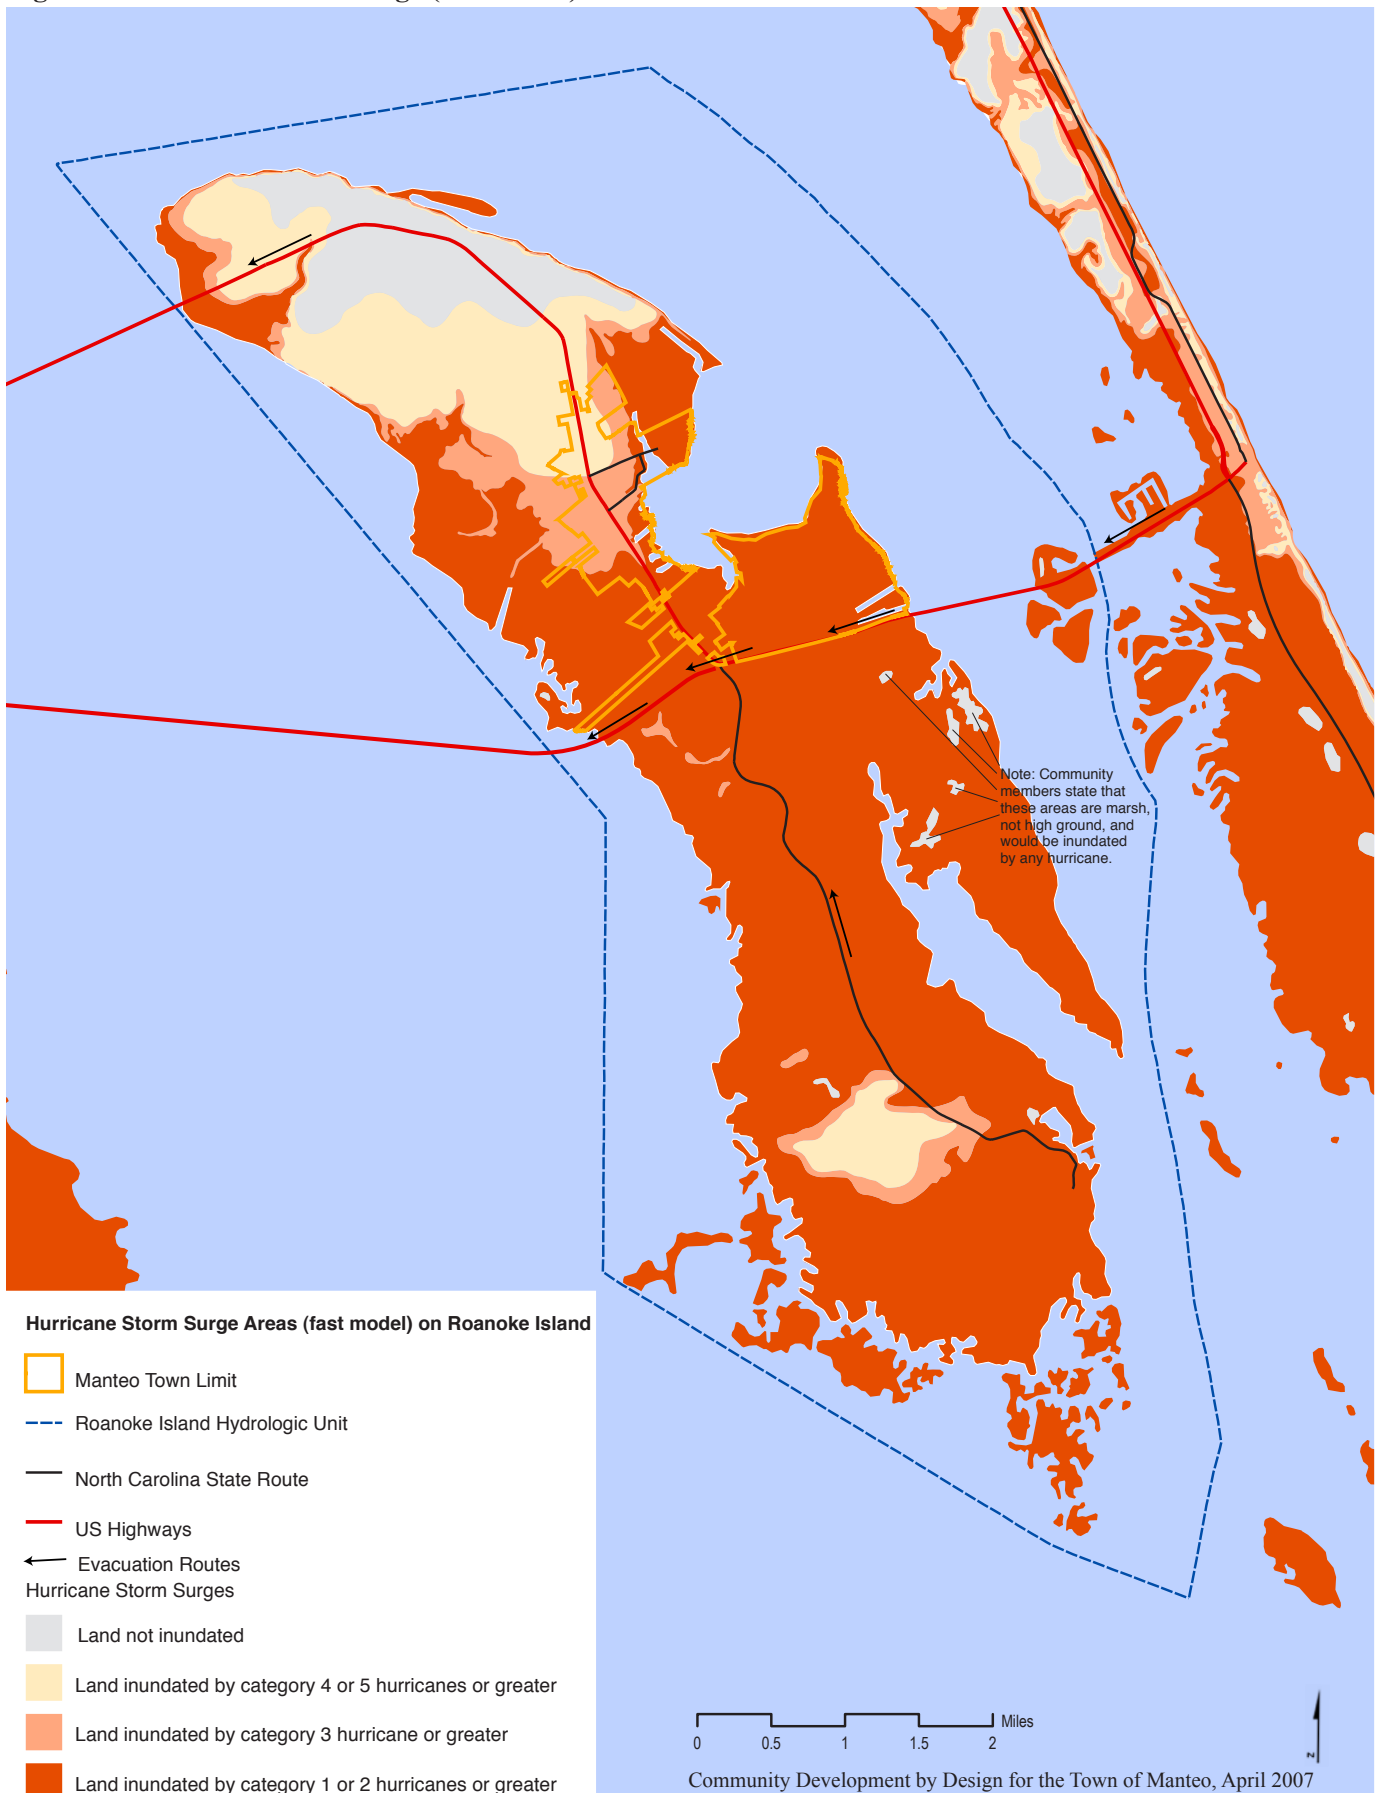 Note: Community
members state that
these areas are marsh,
not high ground, and
would be inundated
by any hurricane.
Hurricane Storm Surge Areas (fast model) on Roanoke Island
Manteo Town Limit
Roanoke Island Hydrologic Unit
North Carolina State Route
US Highways
Evacuation Routes
Hurricane Storm Surges
Land not inundated
Land inundated by category 4 or 5 hurricanes or greater
Land inundated by category 3 hurricane or greater
Land inundated by category 1 or 2 hurricanes or greater
Miles
0 0.5 1 1.5 2
Z
Community Development by Design for the Town of Manteo, April 2007